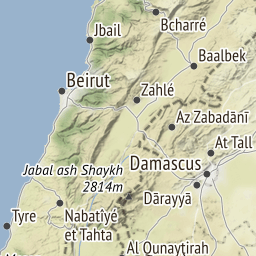 Bcharré
Jbail
Baalbek
Beirut
Zahlé
Az Zabadānī
At Tall
Jabal ash Shaykh
2814m
Damascus
Dārayyā
Tyre
Nabatîyé
et Tahta
Al Qunayţirah